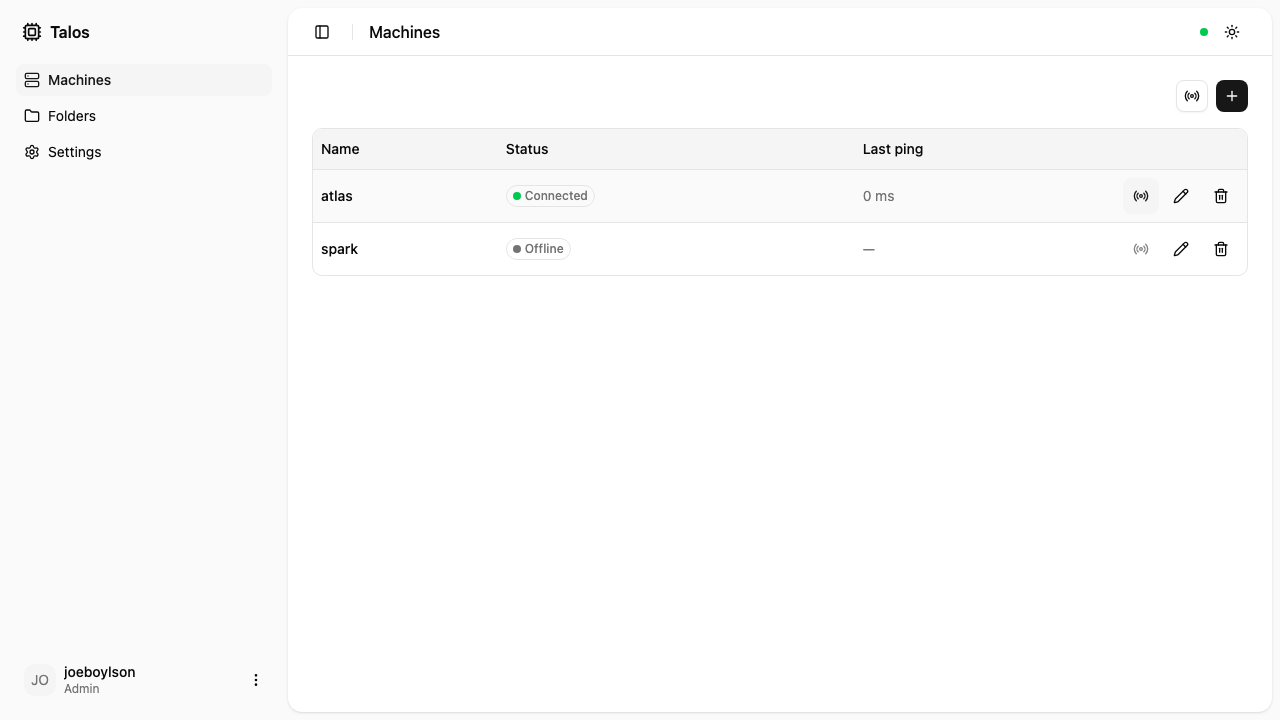 Talos
Machines
Folders
Settings
Machines
Name Status Last ping
atlas Connected 0 ms
spark Offline —
JO
joeboylson
Admin